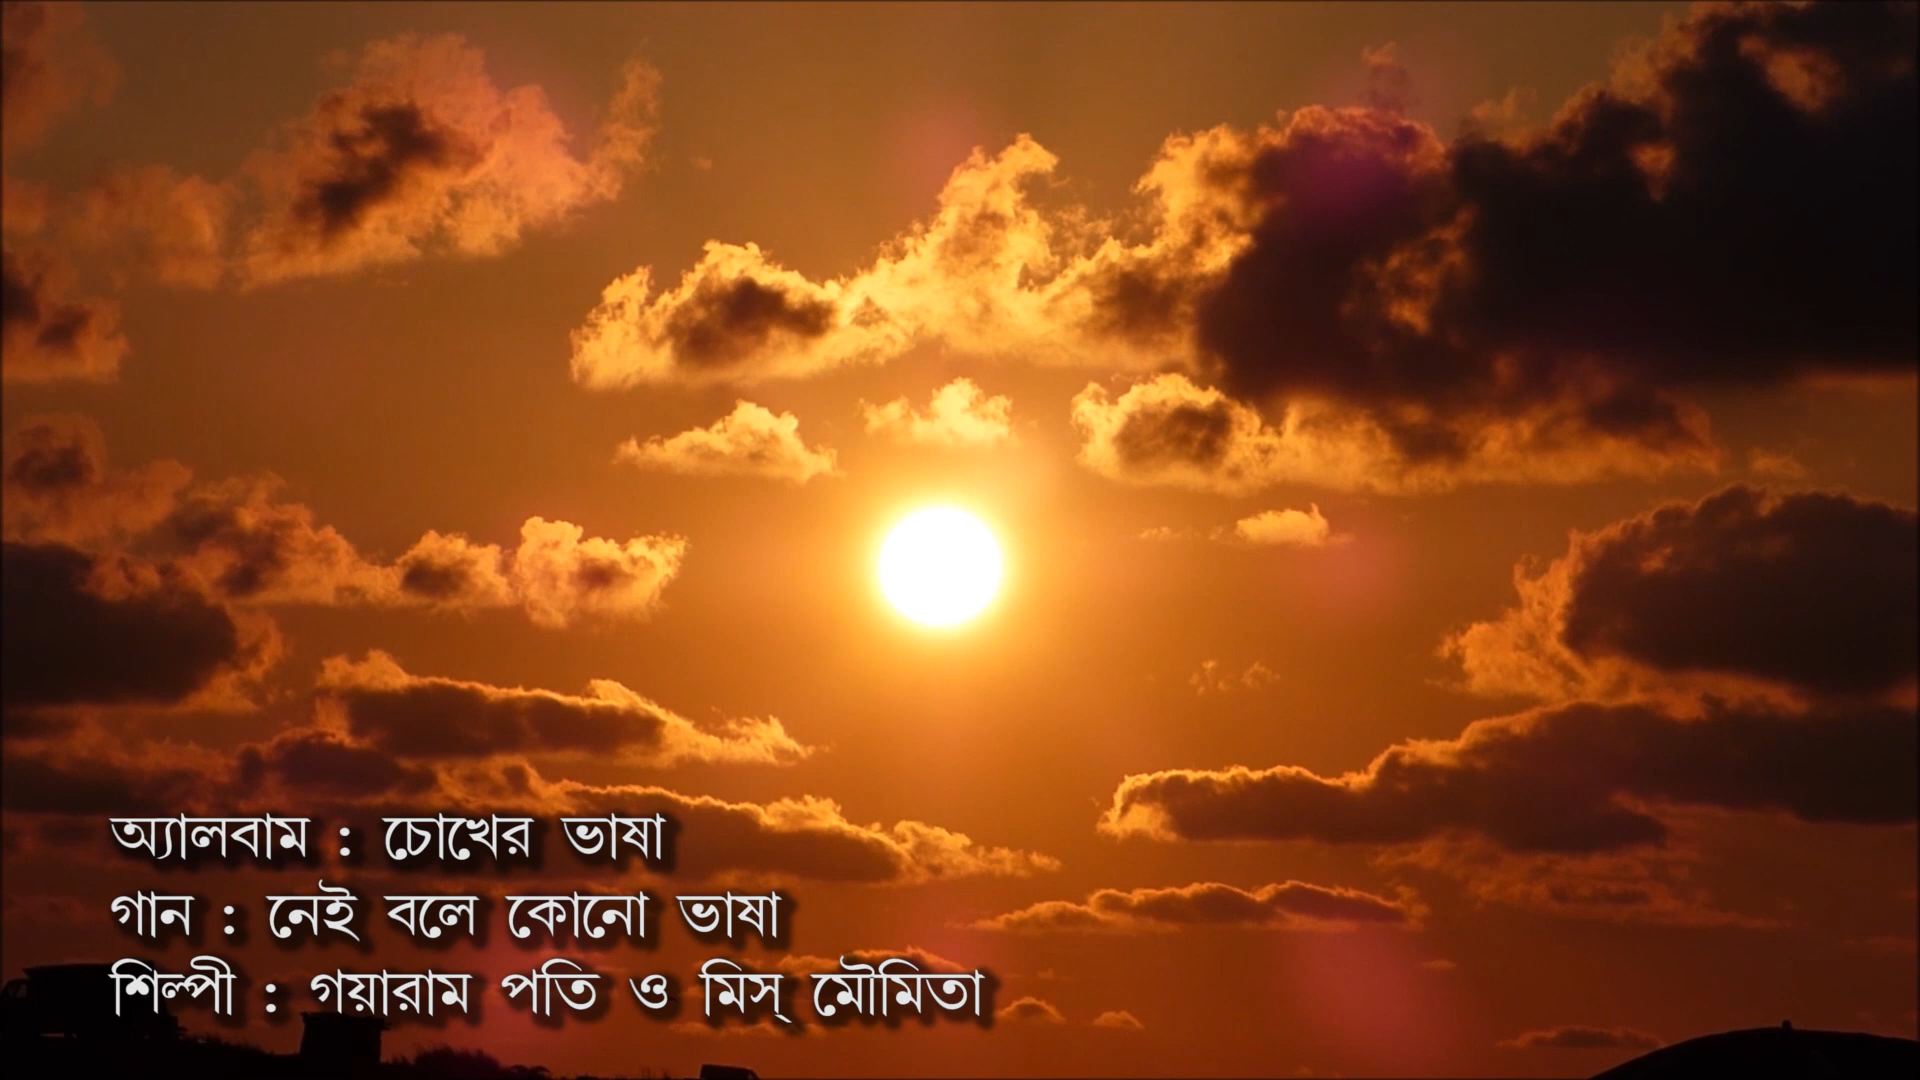 অ্যালবাম : চোখের ভাষা
গান : নেই বলে কোনো ভাষা
শিল্পী : গয়ারাম পতি ও মিস্ মৌমিতা